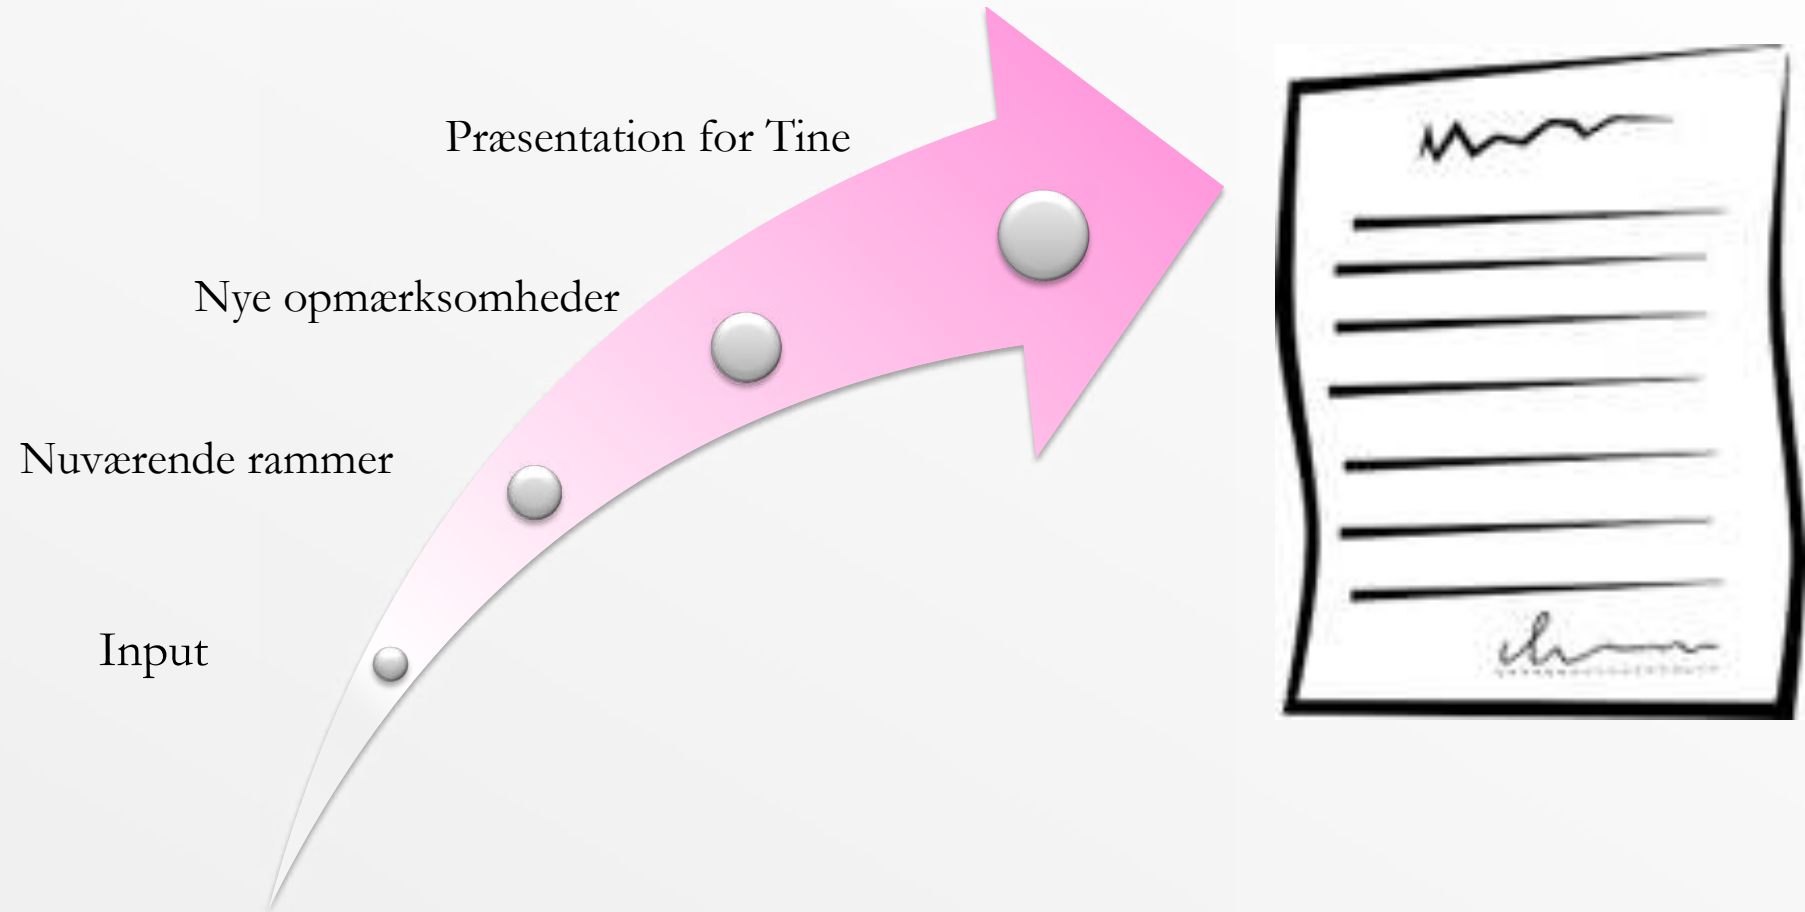 Præsentation for Tine
Nye opmærksomheder
Nuværende rammer
Input